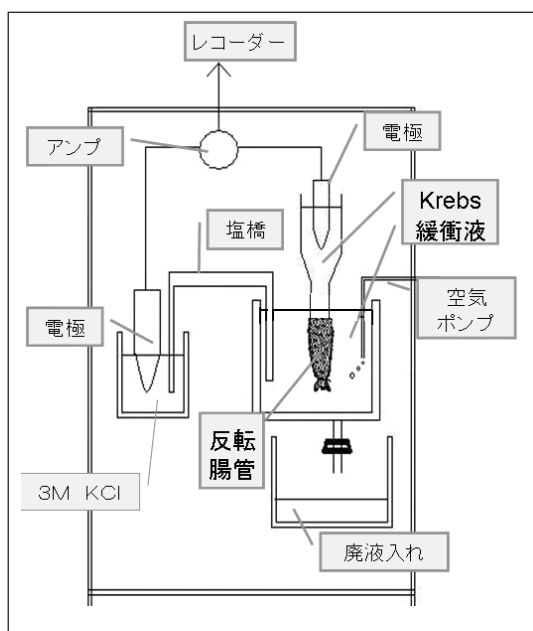 レコーダー
アンプ
電極
塩橋
Krebs
緩衝液
空気
ポンプ
電極
反転
腸管
3M KCl
廃液入れ